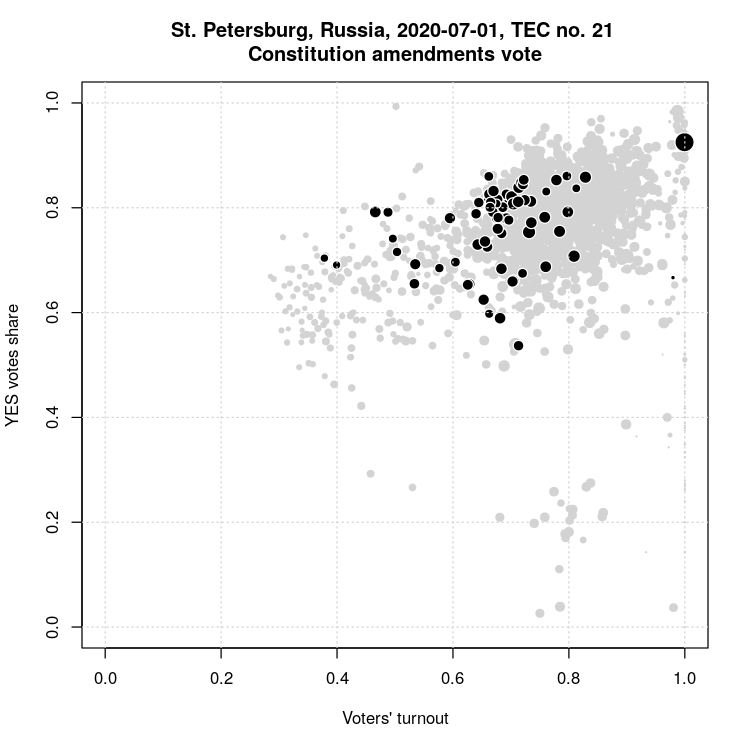 St. Petersburg, Russia, 2020-07-01, TEC no. 21
Constitution amendments vote
YES votes share
1.0
0.8
0.6
0.4
0.2
0.0
0.0 0.2 0.4 0.6 0.8 1.0
Voters' turnout